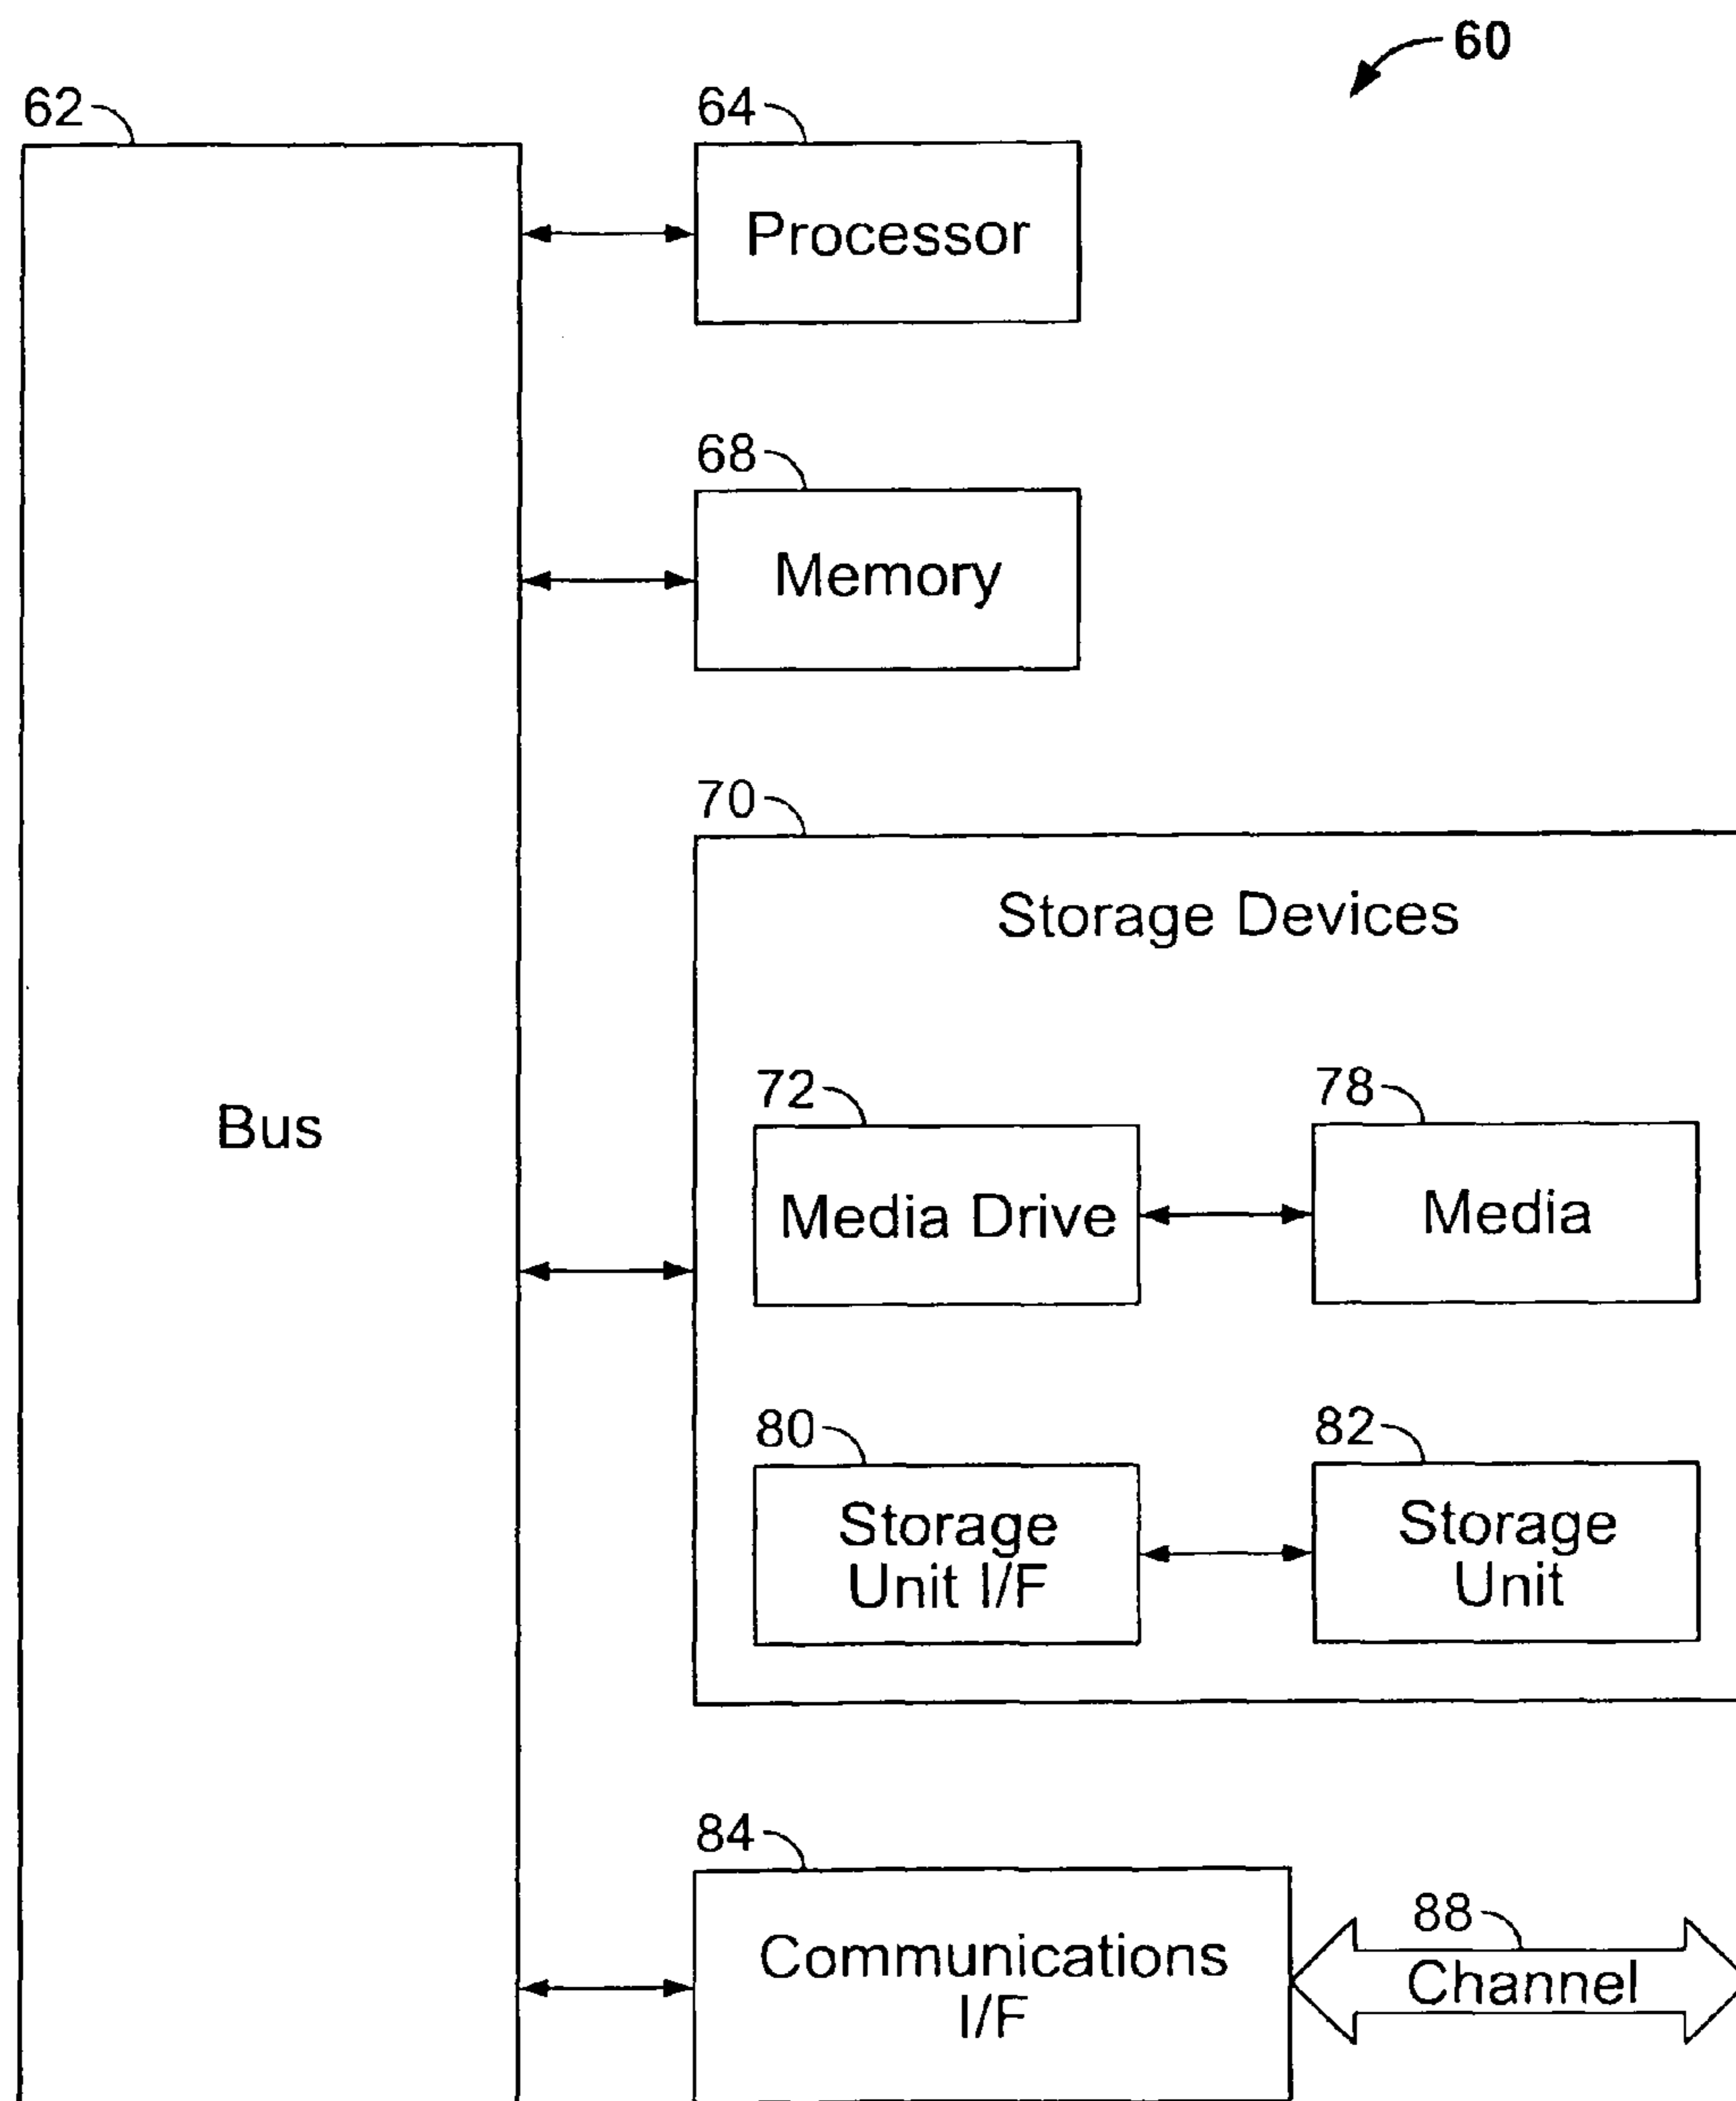 60
62
64
Processor
68
Memory
70
Storage Devices
Bus
72
78
Media Drive
Media
80
82
Storage
Unit I/F
Storage
Unit
84
88
Communications
I/F
Channel